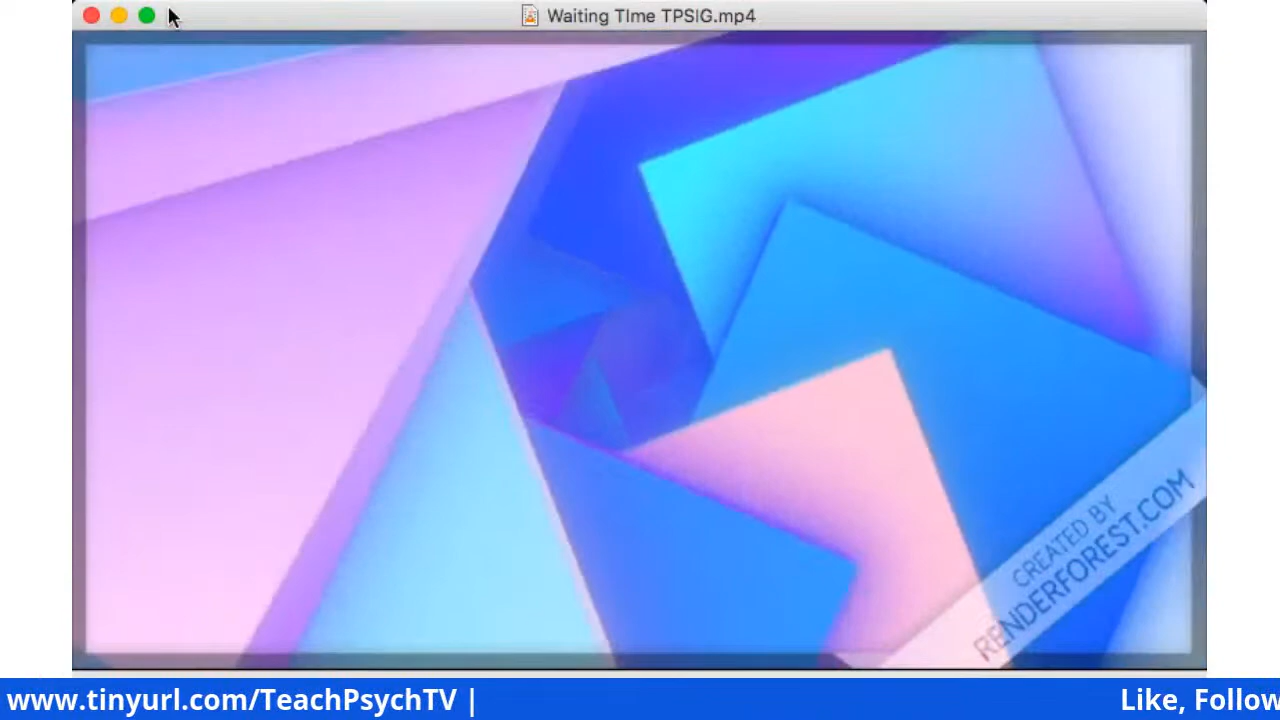 Waiting TIme TPSIG.mp4
CREATED BY
RENDERFOREST.COM
www.tinyurl.com/TeachPsychTV |
Like, Follow